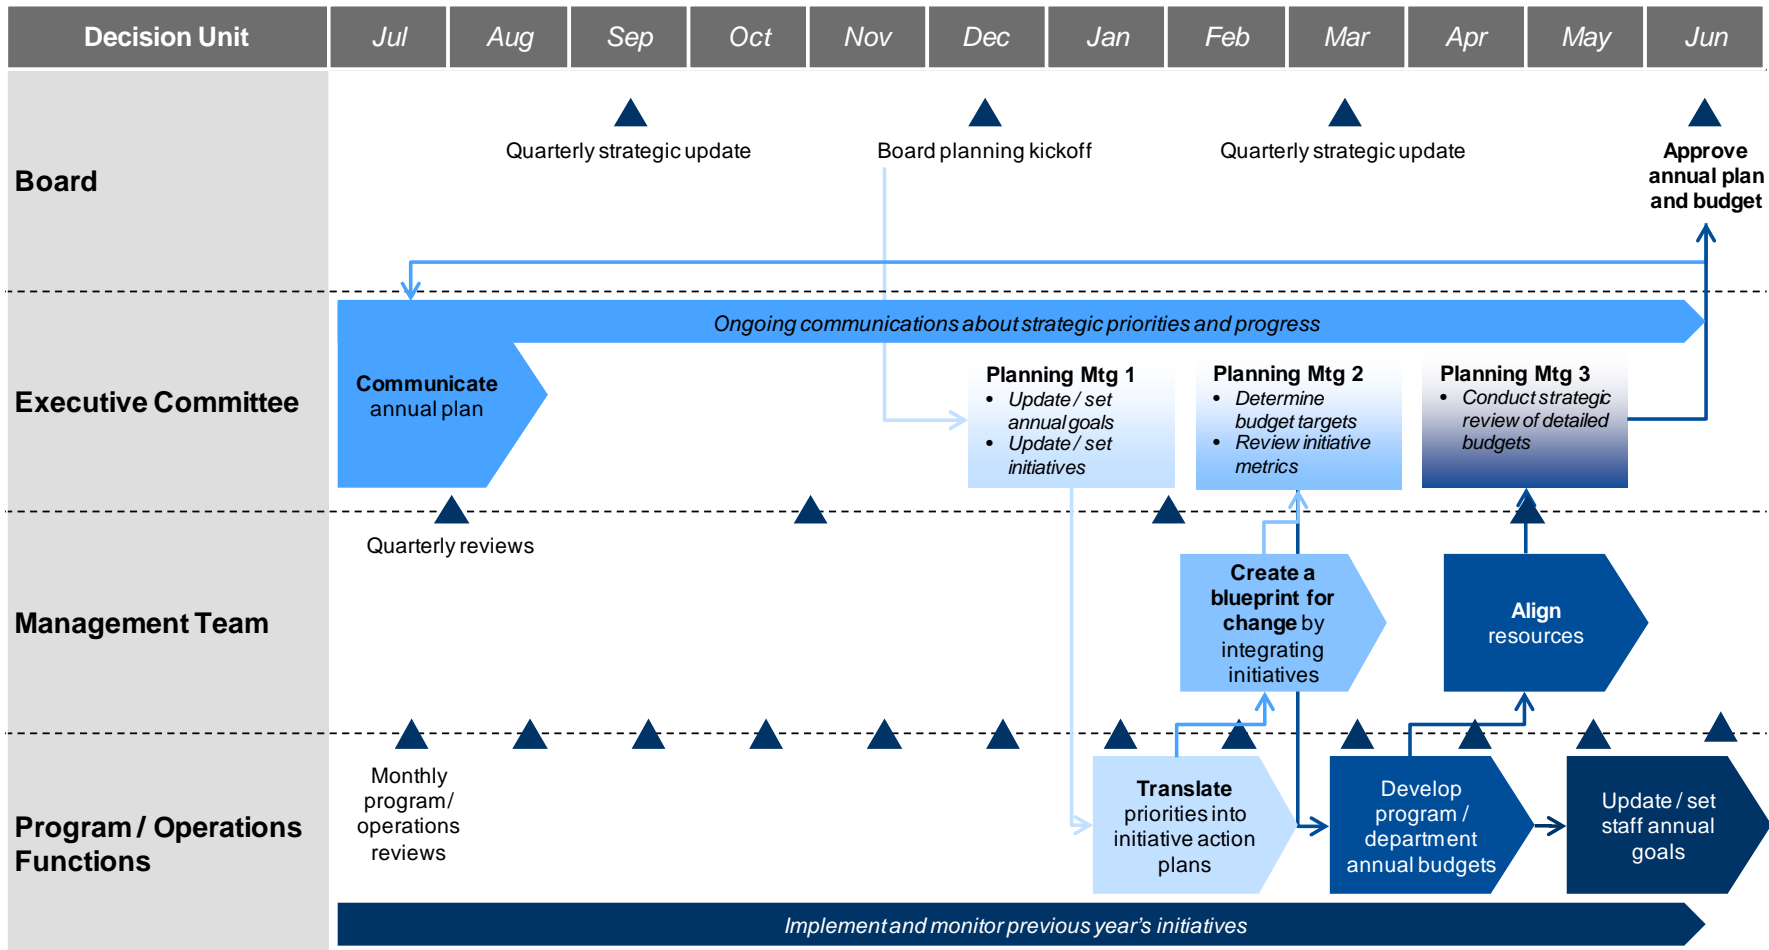 Decision Unit
Jul
Aug
Sep
Oct
Nov
Dec
Jan
Feb
Mar
Apr
May
Jun
Board
Quarterly strategic update
Board planning kickoff
Quarterly strategic update
Approve
annual plan
and budget
Executive Committee
Ongoing communications about strategic priorities and progress
Communicate
annual plan
Planning Mtg 1
• Update / set
annual goals
• Update / set
initiatives
Planning Mtg 2
• Determine
budget targets
• Review initiative
metrics
Planning Mtg 3
• Conduct strategic
review of detailed
budgets
Management Team
Quarterly reviews
Create a
blueprint for
change by
integrating
initiatives
Align
resources
Program / Operations
Functions
Monthly
program /
operations
reviews
Translate
priorities into
initiative action
plans
Develop
program /
department
annual budgets
Update / set
staff annual
goals
Implement and monitor previous year's initiatives